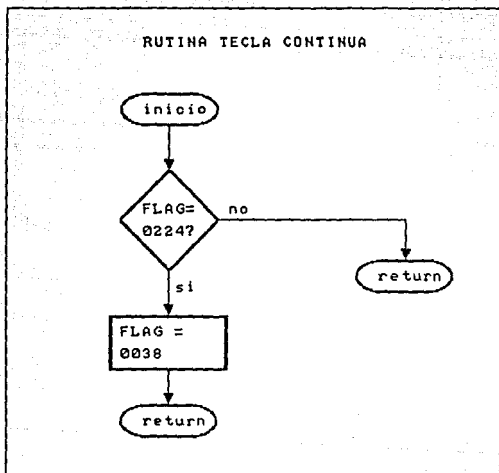 RUTINA TECLA CONTINUA
inicio
FLAG=
0224?
no
return
si
FLAG =
0038
return